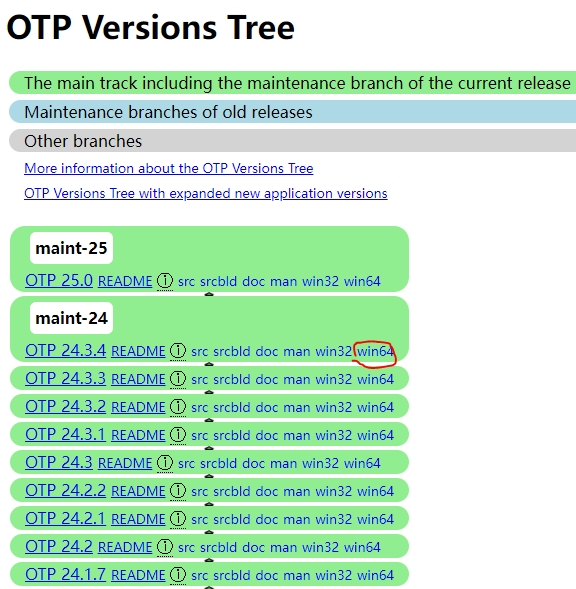 OTP Versions Tree
The main track including the maintenance branch of the current release
Maintenance branches of old releases
Other branches
More information about the OTP Versions Tree
OTP Versions Tree with expanded new application versions
maint-25
OTP 25.0 README ⓘ src srcbld doc man win32 win64
maint-24
OTP 24.3.4 README ⓘ src srcbld doc man win32 win64
OTP 24.3.3 README ⓘ src srcbld doc man win32 win64
OTP 24.3.2 README ⓘ src srcbld doc man win32 win64
OTP 24.3.1 README ⓘ src srcbld doc man win32 win64
OTP 24.3 README ⓘ src srcbld doc man win32 win64
OTP 24.2.2 README ⓘ src srcbld doc man win32 win64
OTP 24.2.1 README ⓘ src srcbld doc man win32 win64
OTP 24.2 README ⓘ src srcbld doc man win32 win64
OTP 24.1.7 README ⓘ src srcbld doc man win32 win64